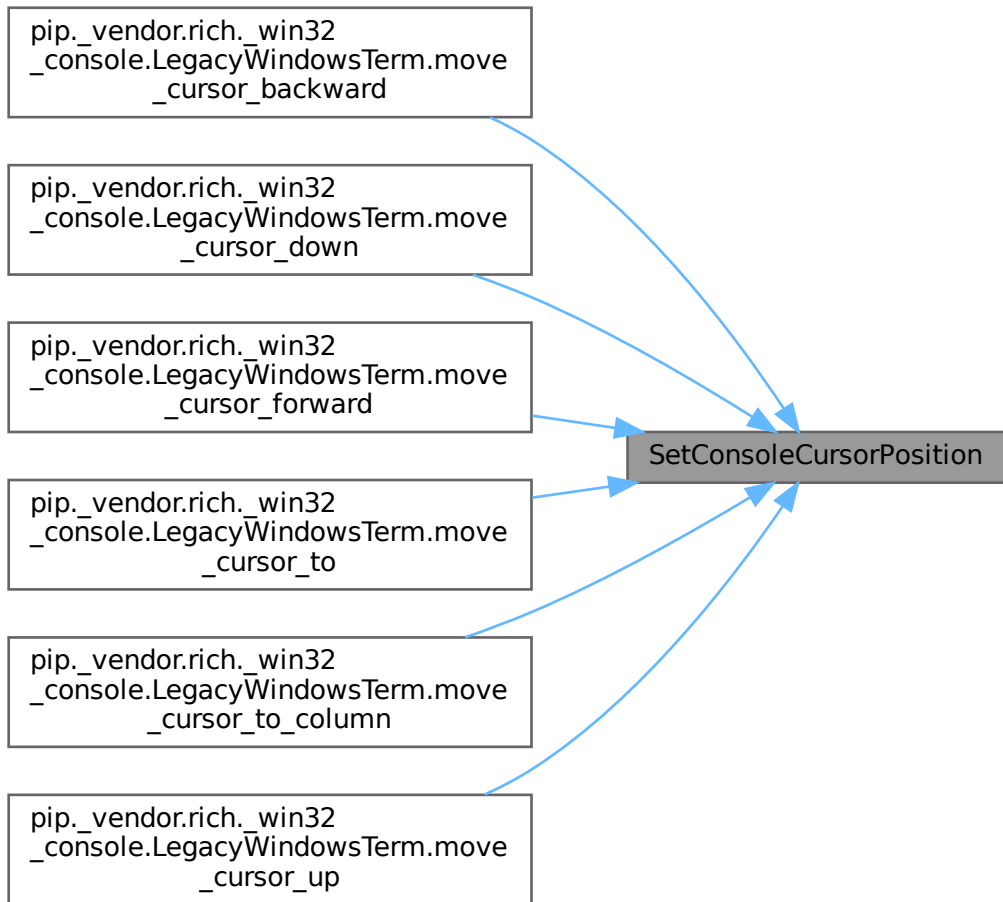 pip._vendor.rich._win32
_console.LegacyWindowsTerm.move
_cursor_backward
pip._vendor.rich._win32
_console.LegacyWindowsTerm.move
_cursor_down
pip._vendor.rich._win32
_console.LegacyWindowsTerm.move
_cursor_forward
SetConsoleCursorPosition
pip._vendor.rich._win32
_console.LegacyWindowsTerm.move
_cursor_to
pip._vendor.rich._win32
_console.LegacyWindowsTerm.move
_cursor_to_column
pip._vendor.rich._win32
_console.LegacyWindowsTerm.move
_cursor_up